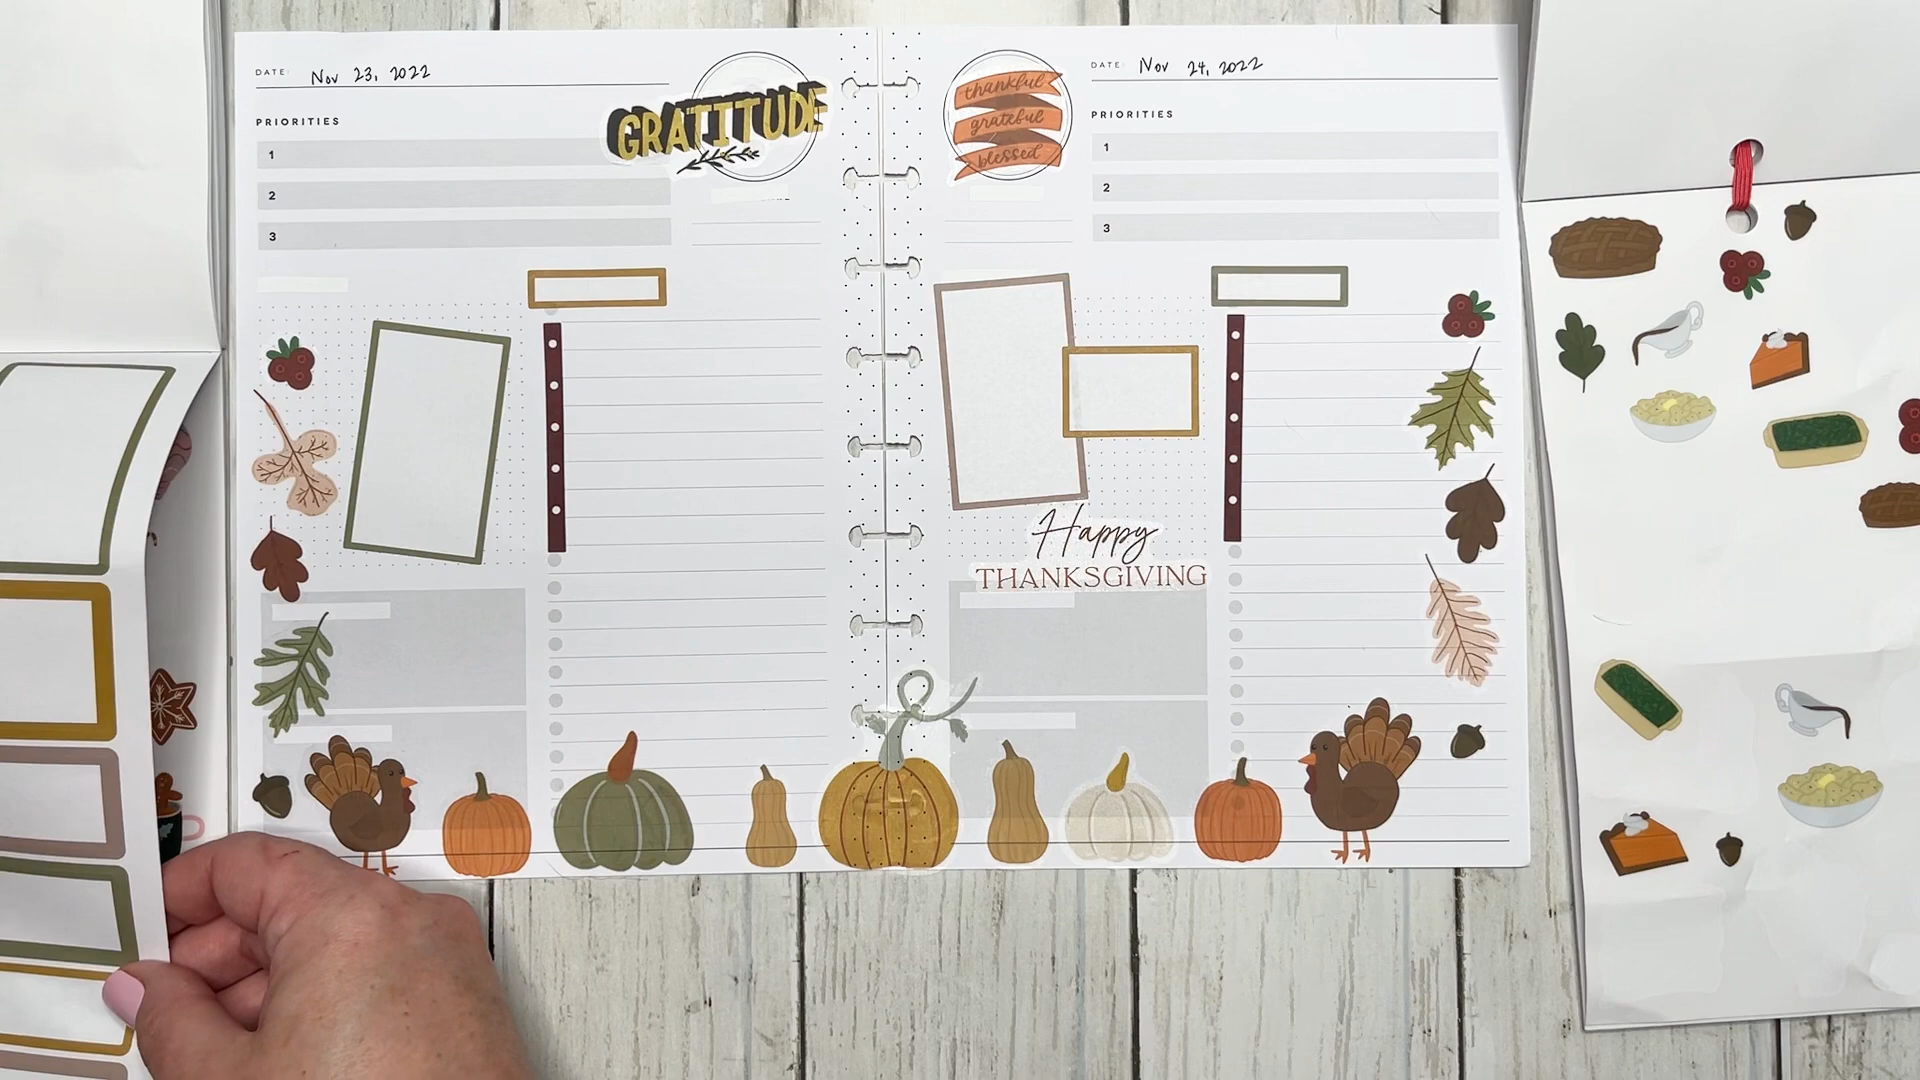 DATE: Nov 23, 2022
GRATITUDE
PRIORITIES
1
2
3
thankful
grateful
blessed
DATE: Nov 24, 2022
PRIORITIES
1
2
3
Happy
THANKSGIVING